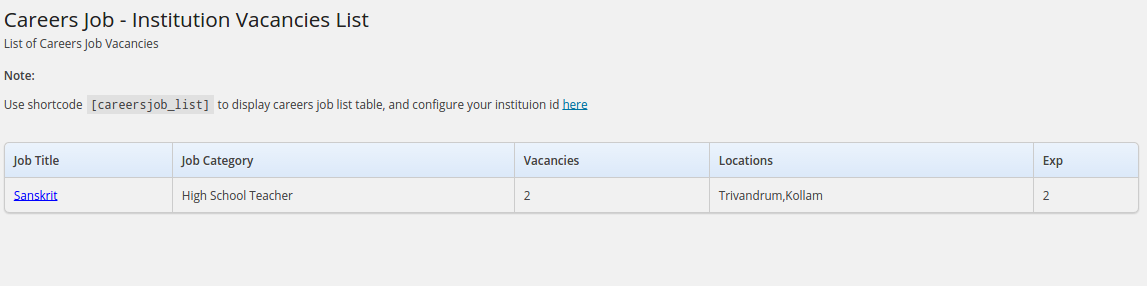 Careers Job - Institution Vacancies List
List of Careers Job Vacancies
Note:
Use shortcode [careersjob_list] to display careers job list table, and configure your instituion id here
Job Title Job Category Vacancies Locations Exp
Sanskrit High School Teacher 2 Trivandrum,Kollam 2